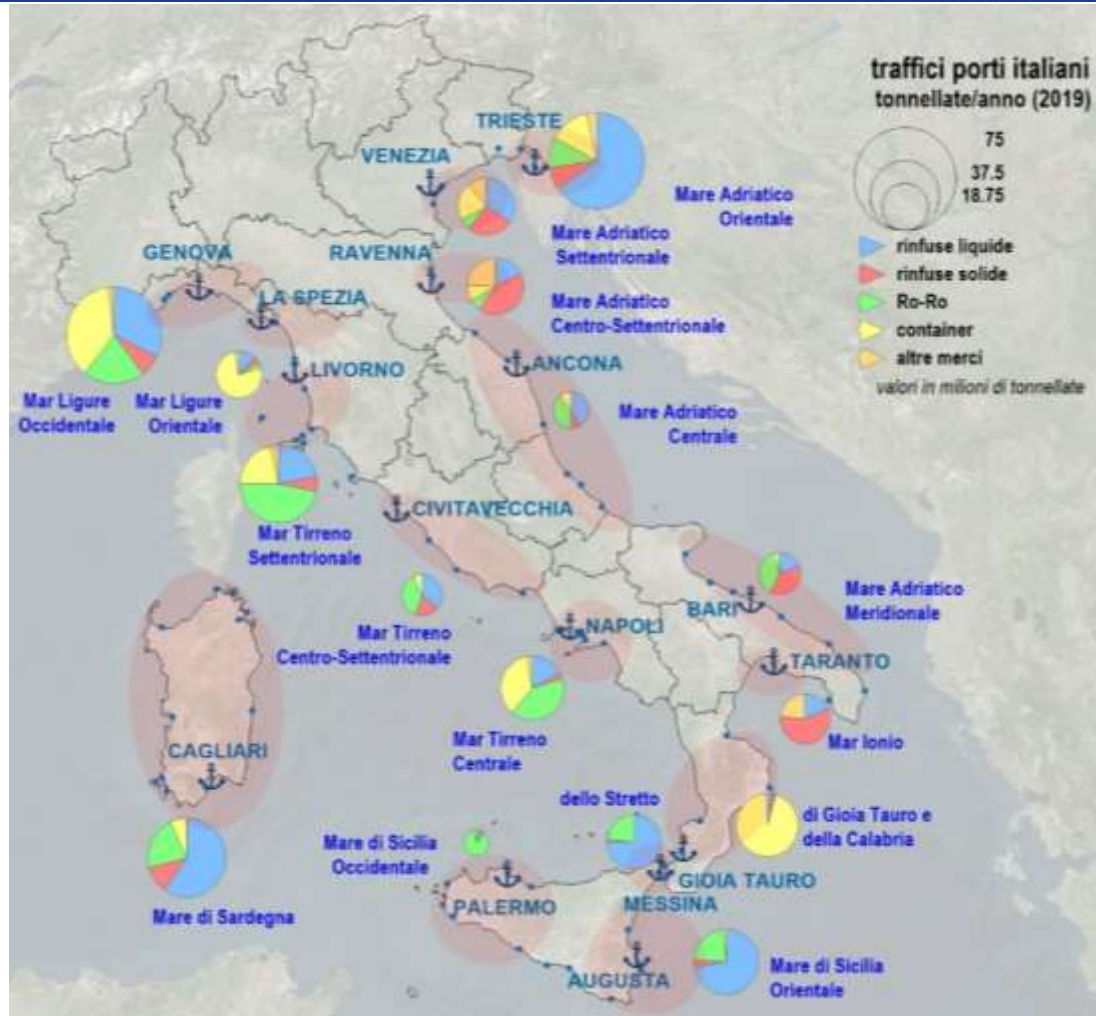 traffici porti italiani
tonnellate/anno (2019)
75
37.5
18.75
rinfuse liquide
rinfuse solide
Ro-Ro
container
altre merci
valori in milioni di tonnellate
TRIESTE
VENEZIA
Mare Adriatico
Orientale
Mare Adriatico
Settentrionale
GENOVA
RAVENNA
LA SPEZIA
Mare Adriatico
Centro-Settentrionale
LIVORNO
ANCONA
Mar Ligure
Occidentale
Mar Ligure
Orientale
Mare Adriatico
Centrale
CIVITAVECCHIA
Mar Tirreno
Settentrionale
Mar Tirreno
Centro-Settentrionale
BARI
Mare Adriatico
Meridionale
NAPOLI
TARANTO
Mar Tirreno
Centrale
Mar Ionio
CAGLIARI
dello Stretto
di Gioia Tauro e
della Calabria
Mare di Sicilia
Occidentale
GIOIA TAURO
MESSINA
PALERMO
Mare di Sardegna
AUGUSTA
Mare di Sicilia
Orientale